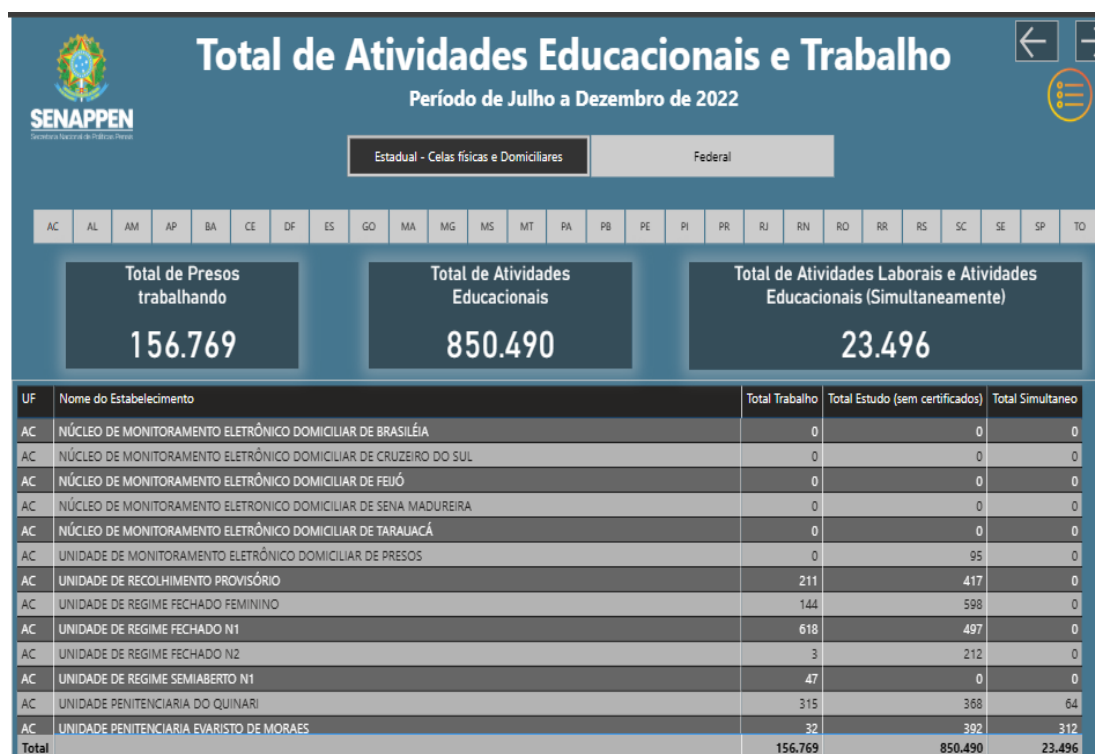 Total de Atividades Educacionais e Trabalho
Período de Julho a Dezembro de 2022
SENAPPEN
Secretaria Nacional de Políticas Penais
Estadual - Celas físicas e Domiciliares Federal
AC AL AM AP BA CE DF ES GO MA MG MS MT PA PB PE PI PR RJ RN RO RR RS SC SE SP TO
Total de Presos
trabalhando
156.769
Total de Atividades
Educacionais
850.490
Total de Atividades Laborais e Atividades
Educacionais (Simultaneamente)
23.496
UF Nome do Estabelecimento Total Trabalho Total Estudo (sem certificados) Total Simultaneo
AC NÚCLEO DE MONITORAMENTO ELETRÔNICO DOMICILIAR DE BRASILÉIA 0 0 0
AC NÚCLEO DE MONITORAMENTO ELETRÔNICO DOMICILIAR DE CRUZEIRO DO SUL 0 0 0
AC NÚCLEO DE MONITORAMENTO ELETRÔNICO DOMICILIAR DE FEIJÓ 0 0 0
AC NÚCLEO DE MONITORAMENTO ELETRONICO DOMICILIAR DE SENA MADUREIRA 0 0 0
AC NÚCLEO DE MONITORAMENTO ELETRÔNICO DOMICILIAR DE TARAUACÁ 0 0 0
AC UNIDADE DE MONITORAMENTO ELETRÔNICO DOMICILIAR DE PRESOS 0 95 0
AC UNIDADE DE RECOLHIMENTO PROVISÓRIO 211 417 0
AC UNIDADE DE REGIME FECHADO FEMININO 144 598 0
AC UNIDADE DE REGIME FECHADO N1 618 497 0
AC UNIDADE DE REGIME FECHADO N2 3 212 0
AC UNIDADE DE REGIME SEMIABERTO N1 47 0 0
AC UNIDADE PENITENCIARIA DO QUINARI 315 368 64
AC UNIDADE PENITENCIARIA EVARISTO DE MORAES 32 392 312
Total 156.769 850.490 23.496